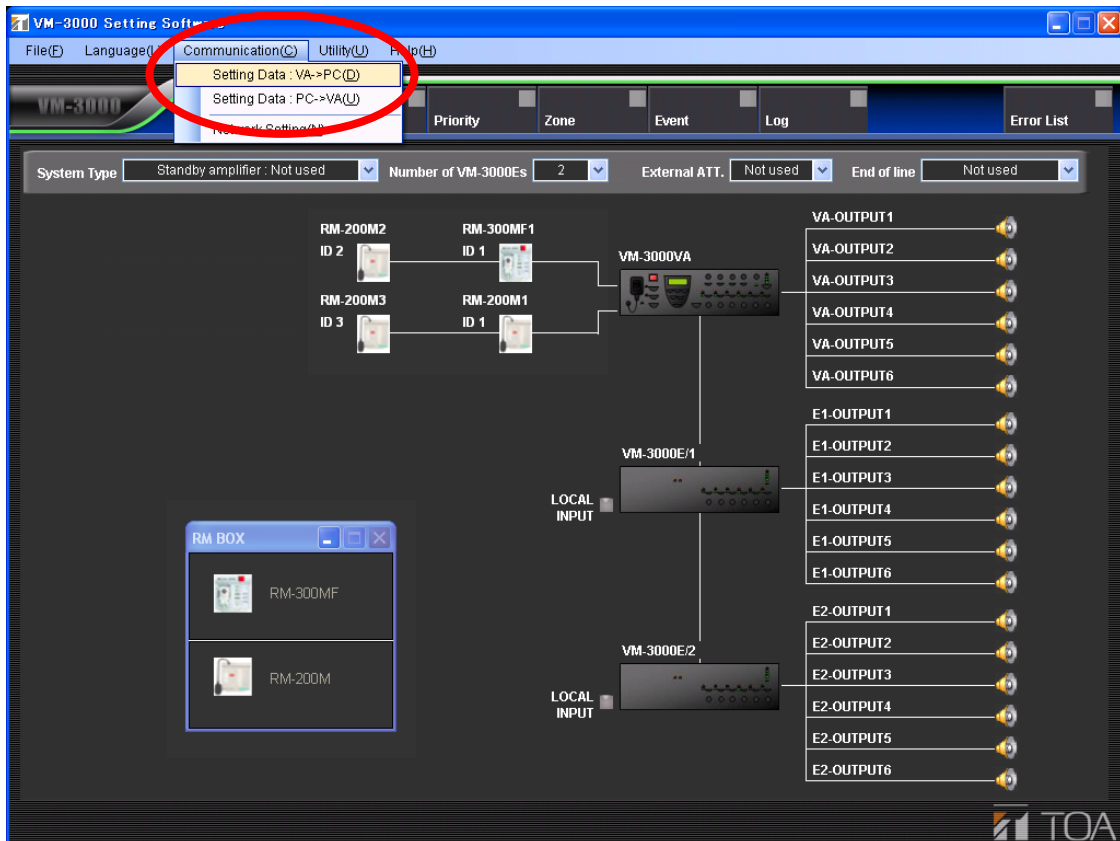 VM-3000 Setting Software
File(F) Language(L) Communication(C) Utility(U) Help(H)
Setting Data : VA->PC(D)
Setting Data : PC->VA(U)
Network Setting(N)
VM-3000
Priority Zone Event Log Error List
System Type Standby amplifier : Not used Number of VM-3000Es 2 External ATT. Not used End of line Not used
RM-200M2
ID 2
RM-300MF1
ID 1
RM-200M3
ID 3
RM-200M1
ID 1
VM-3000VA
VA-OUTPUT1
VA-OUTPUT2
VA-OUTPUT3
VA-OUTPUT4
VA-OUTPUT5
VA-OUTPUT6
VM-3000E/1
LOCAL
INPUT
E1-OUTPUT1
E1-OUTPUT2
E1-OUTPUT3
E1-OUTPUT4
E1-OUTPUT5
E1-OUTPUT6
RM BOX
RM-300MF
RM-200M
VM-3000E/2
LOCAL
INPUT
E2-OUTPUT1
E2-OUTPUT2
E2-OUTPUT3
E2-OUTPUT4
E2-OUTPUT5
E2-OUTPUT6
TOA